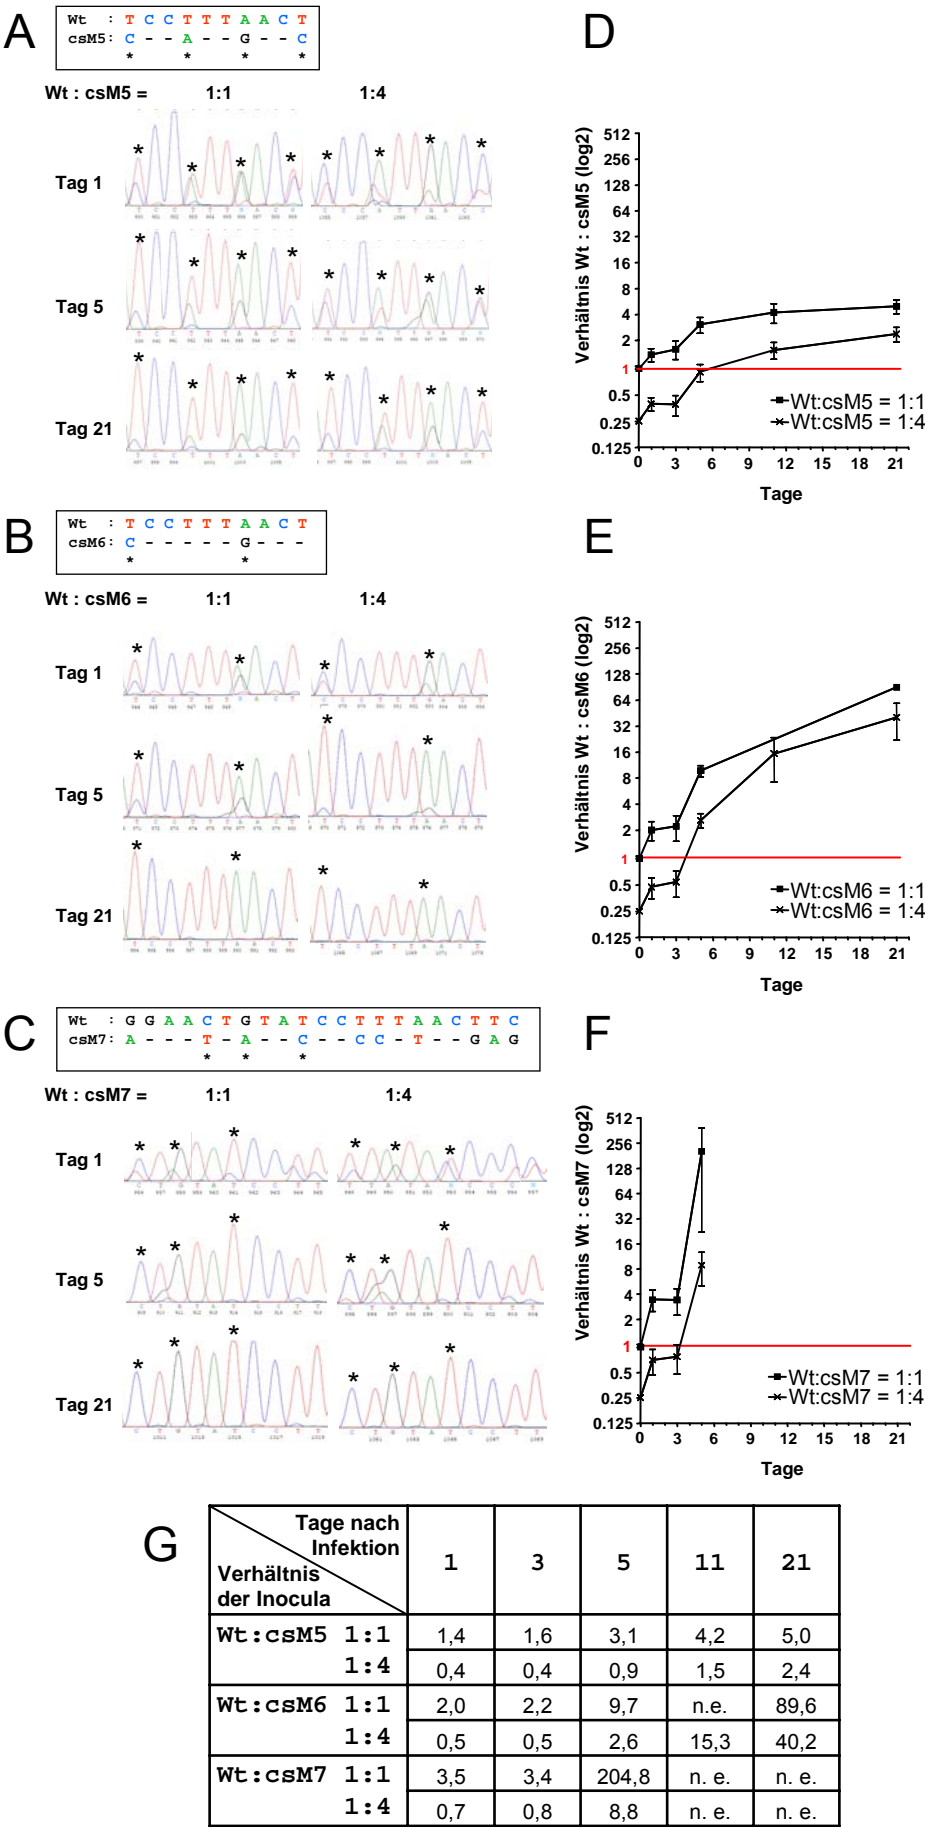 A
Wt : T C C T T T A A C T
csM5: C - - A - - G - - C
* * * *
Wt : csM5 = 1:1 1:4
Tag 1
Tag 5
Tag 21
D
Verhältnis Wt : csM5 (log2)
512
256
128
64
32
16
8
4
2
1
0.5
0.25
0.125
Wt:csM5 = 1:1
Wt:csM5 = 1:4
0 3 6 9 12 15 18 21
Tage
B
Wt : T C C T T T A A C T
csM6: C - - - - - G - - -
* *
Wt : csM6 = 1:1 1:4
Tag 1
Tag 5
Tag 21
E
Verhältnis Wt : csM6 (log2)
512
256
128
64
32
16
8
4
2
1
0.5
0.25
0.125
Wt:csM6 = 1:1
Wt:csM6 = 1:4
0 3 6 9 12 15 18 21
Tage
C
Wt : G G A A C T G T A T C C T T T A A C T T C
csM7: A - - - T - A - - C - - C C - T - - G A G
* * *
Wt : csM7 = 1:1 1:4
Tag 1
Tag 5
Tag 21
F
Verhältnis Wt : csM7 (log2)
512
256
128
64
32
16
8
4
2
1
0.5
0.25
0.125
Wt:csM7 = 1:1
Wt:csM7 = 1:4
0 3 6 9 12 15 18 21
Tage
G
Tage nach
Infektion
Verhältnis
der Inocula
1 3 5 11 21
Wt:csM5 1:1 1,4 1,6 3,1 4,2 5,0
1:4 0,4 0,4 0,9 1,5 2,4
Wt:csM6 1:1 2,0 2,2 9,7 n.e. 89,6
1:4 0,5 0,5 2,6 15,3 40,2
Wt:csM7 1:1 3,5 3,4 204,8 n. e. n. e.
1:4 0,7 0,8 8,8 n. e. n. e.